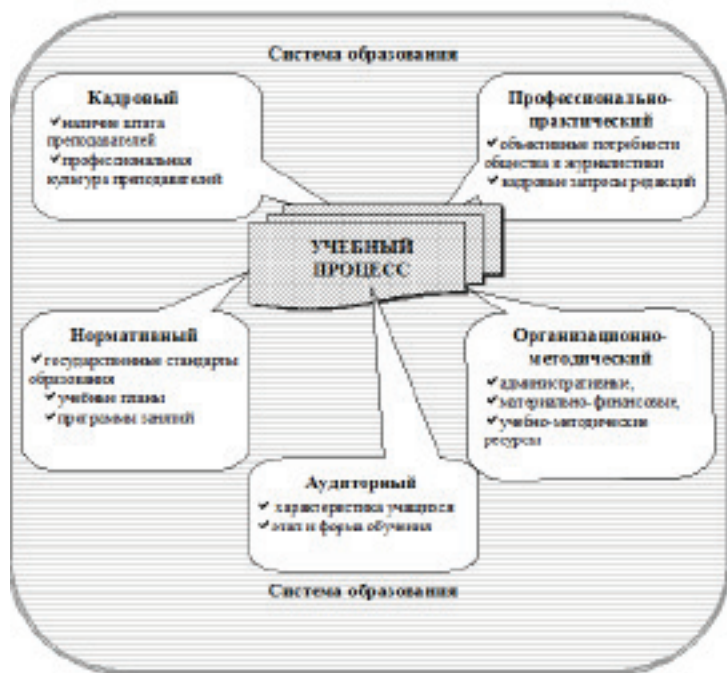 Система образования
Кадровый
✔наличие штата
преподавателей
✔профессиональная
культура преподавателей
Профессионально-
практический
✔объективные потребности
общества и журналистики
✔кадровые запросы редакций
УЧЕБНЫЙ
ПРОЦЕСС
Нормативный
✔государственные стандарты
образования
✔учебные планы
✔программы занятий
Организационно-
методический
✔административные,
✔материально-финансовые,
✔учебно-методические
ресурсы
Аудиторный
✔характеристика учащихся
✔этап и форма обучения
Система образования